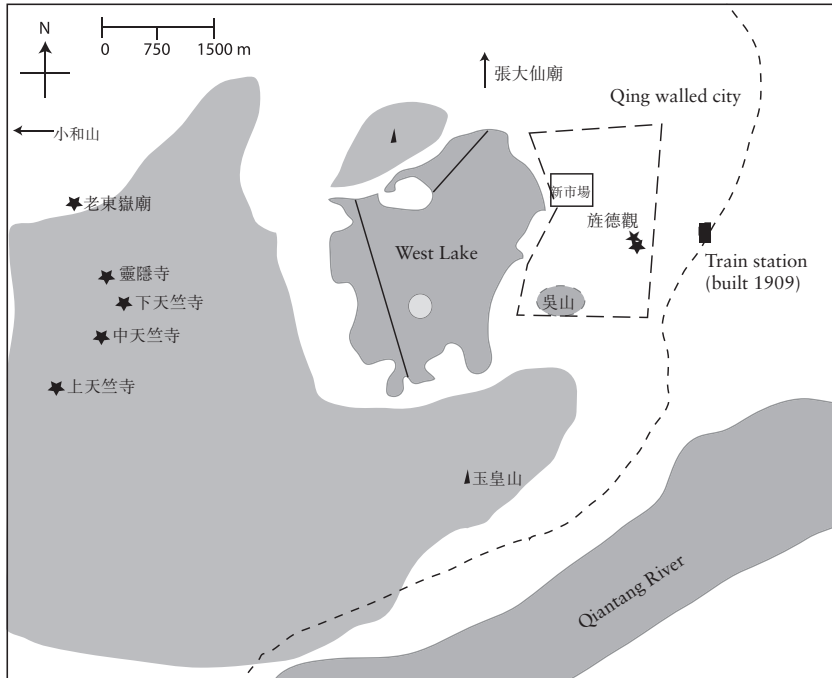 N
0 750 1500 m
張大仙廟
Qing walled city
小和山
新市場
老東嶽廟
旌德觀
West Lake
Train station
(built 1909)
靈隱寺
下天竺寺
吳山
中天竺寺
上天竺寺
玉皇山
Qiantang River